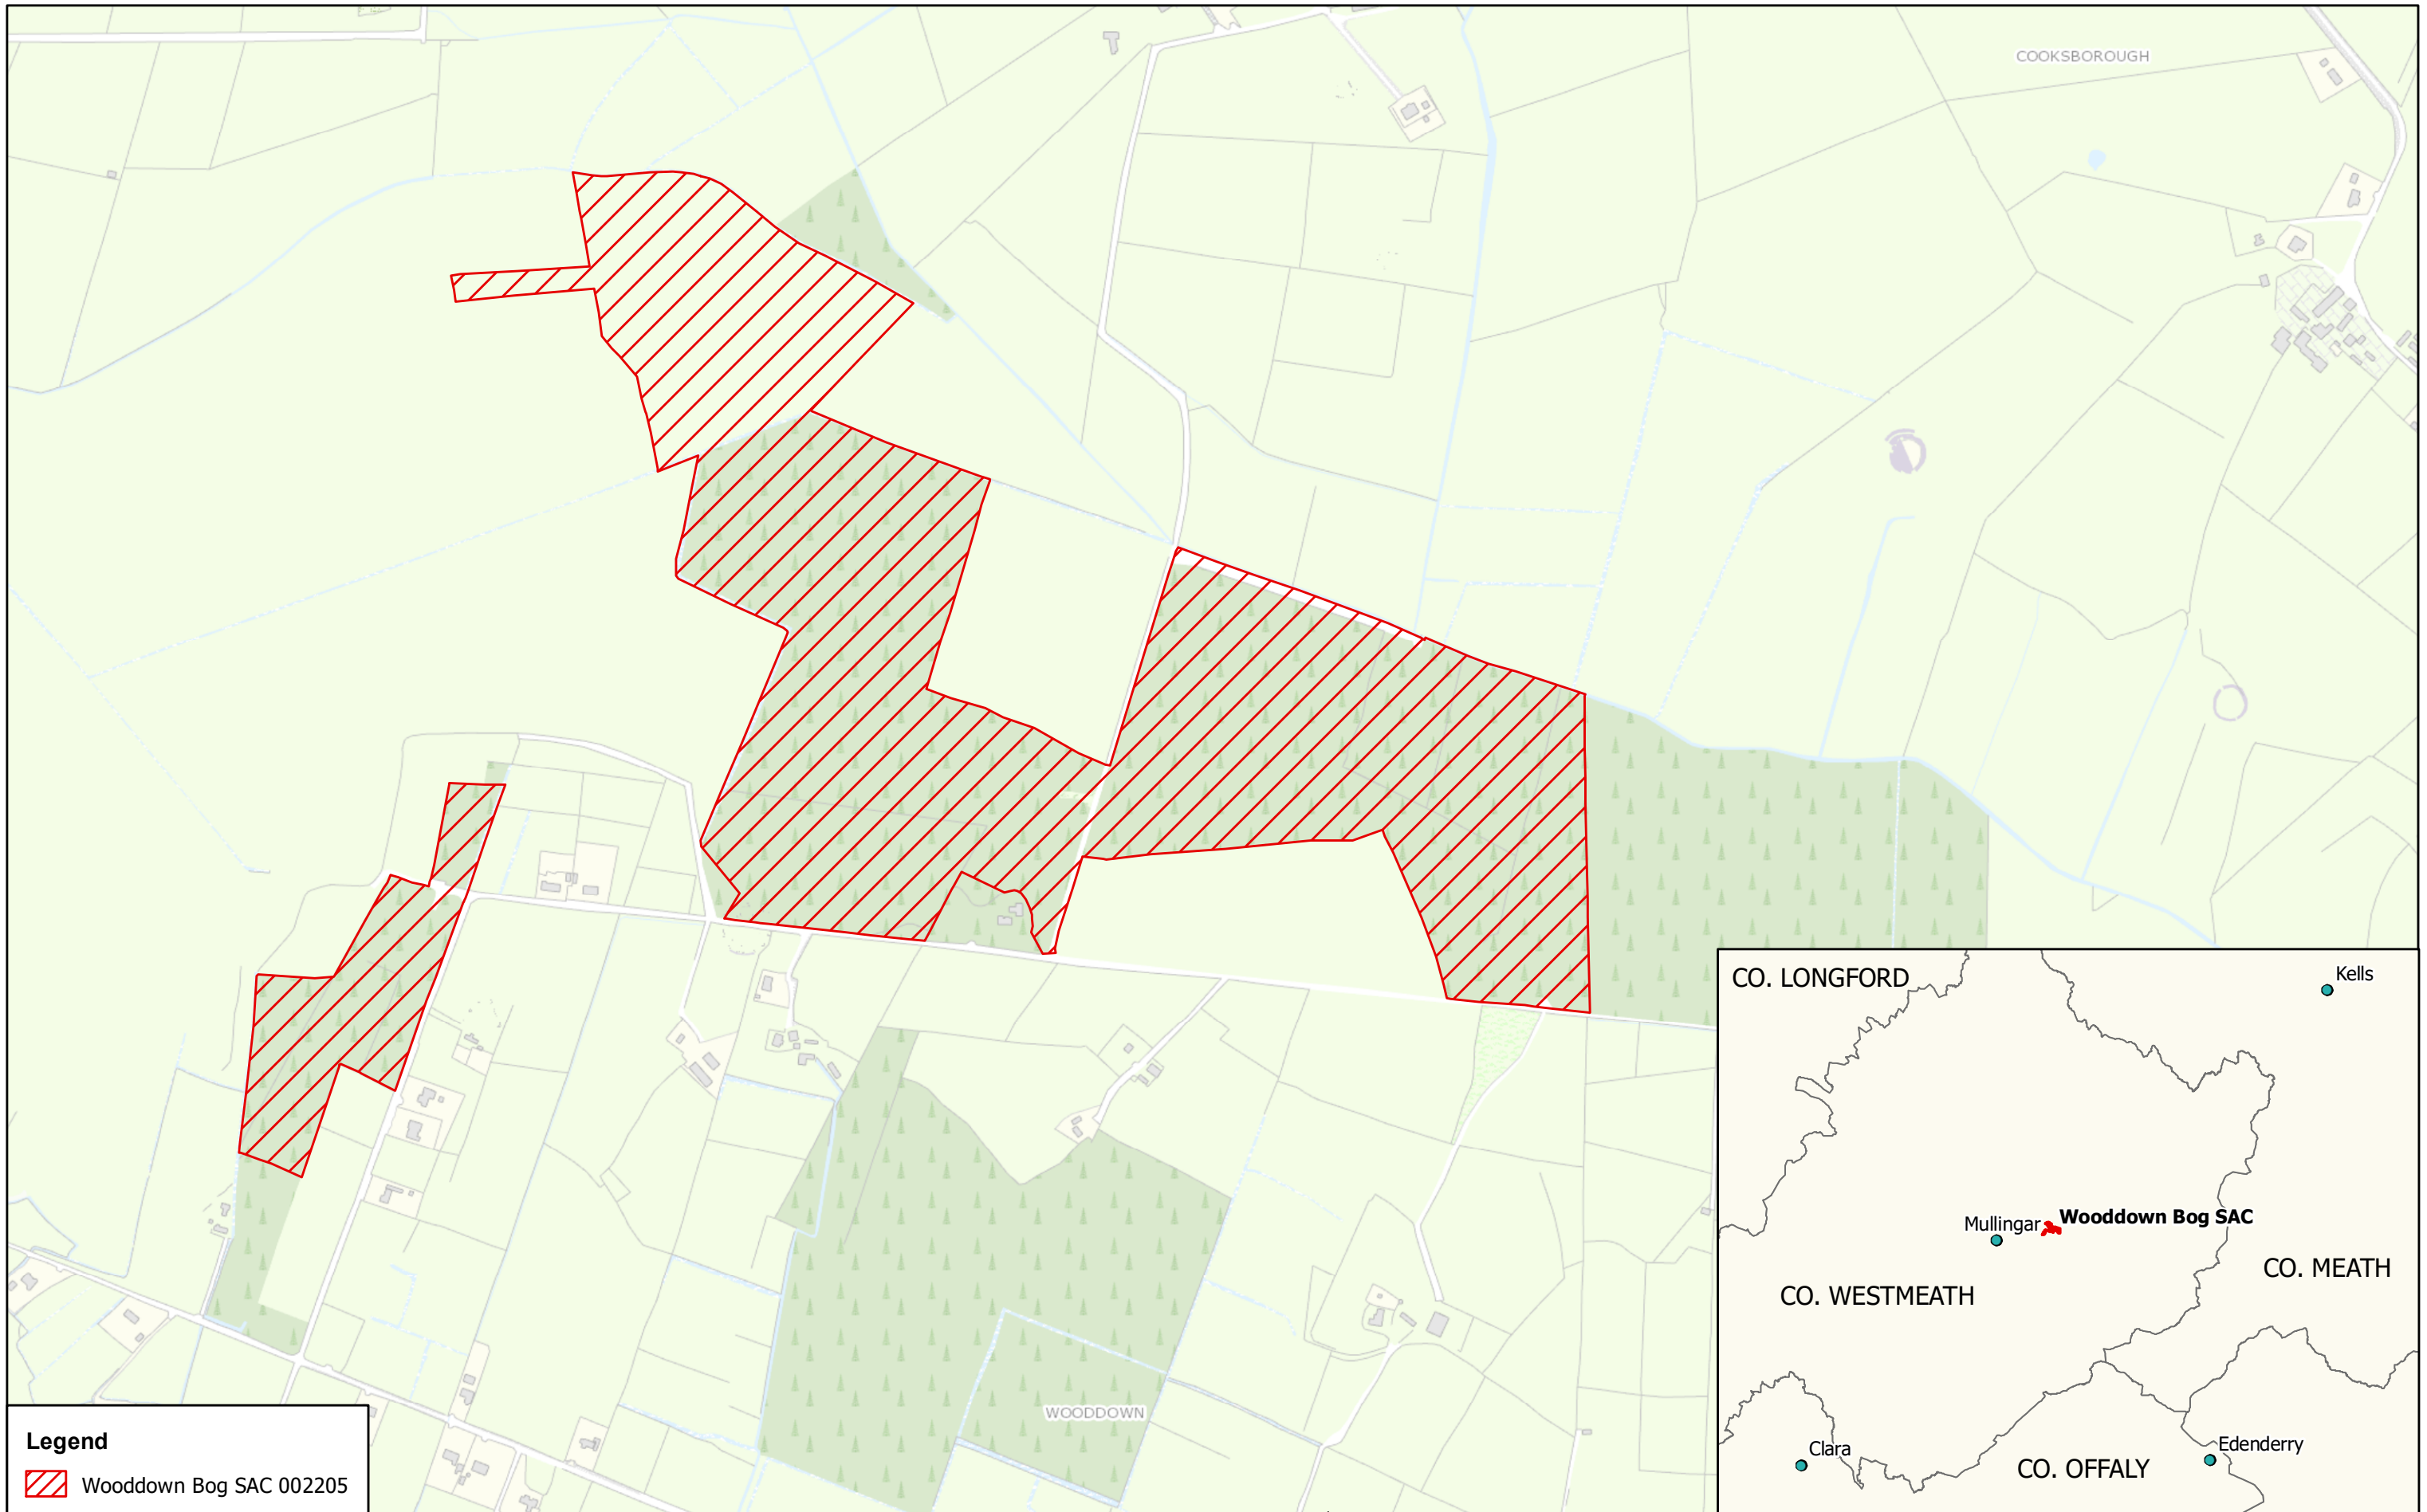 COOKSBOROUGH
WOODDOWN
Legend
Wooddown Bog SAC 002205
CO. LONGFORD
Kells
Mullingar
Wooddown Bog SAC
CO. MEATH
CO. WESTMEATH
Clara
Edenderry
CO. OFFALY